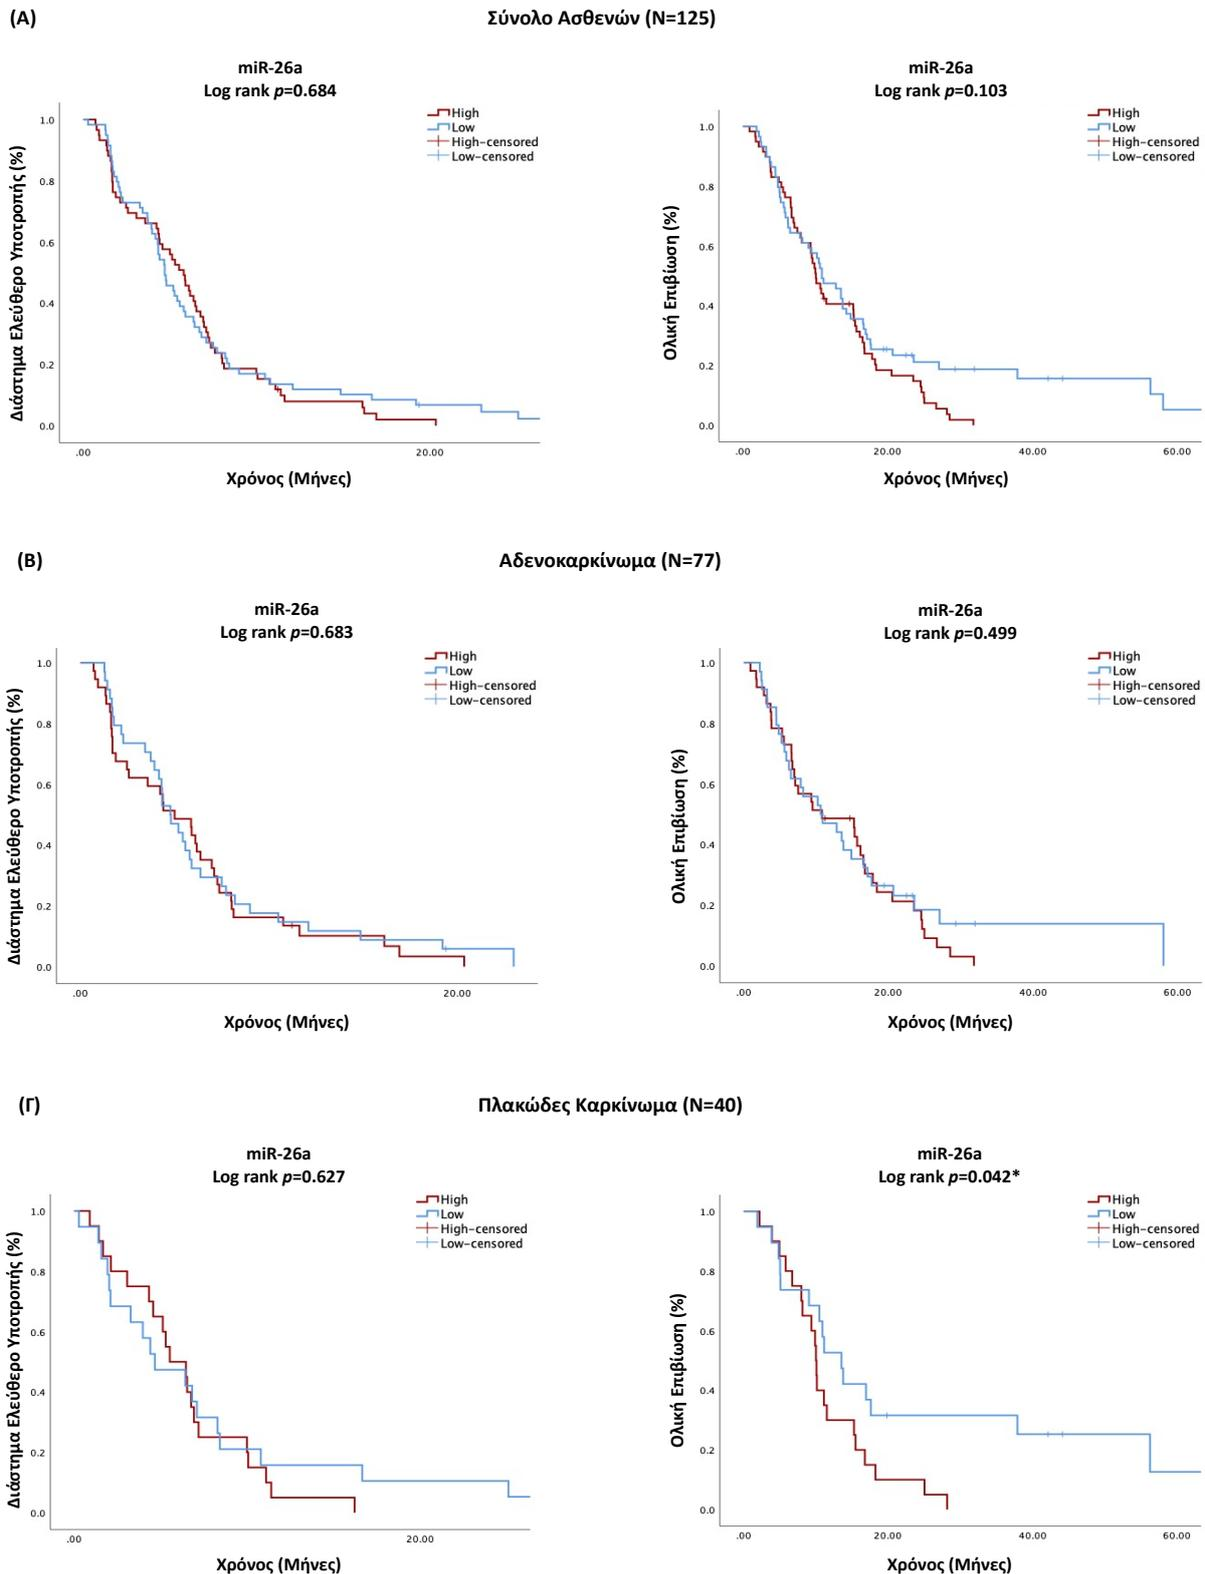 (Α)
Σύνολο Ασθενών (Ν=125)
miR-26a
Log rank p=0.684
High
Low
High-censored
Low-censored
Διάστημα Ελεύθερο Υποτροπής (%)
1.0
0.8
0.6
0.4
0.2
0.0
.00
20.00
Χρόνος (Μήνες)
miR-26a
Log rank p=0.103
High
Low
High-censored
Low-censored
Ολική Επιβίωση (%)
1.0
0.8
0.6
0.4
0.2
0.0
.00
20.00
40.00
60.00
Χρόνος (Μήνες)
(Β)
Αδενοκαρκίνωμα (Ν=77)
miR-26a
Log rank p=0.683
High
Low
High-censored
Low-censored
Διάστημα Ελεύθερο Υποτροπής (%)
1.0
0.8
0.6
0.4
0.2
0.0
.00
20.00
Χρόνος (Μήνες)
miR-26a
Log rank p=0.499
High
Low
High-censored
Low-censored
Ολική Επιβίωση (%)
1.0
0.8
0.6
0.4
0.2
0.0
.00
20.00
40.00
60.00
Χρόνος (Μήνες)
(Γ)
Πλακώδες Καρκίνωμα (Ν=40)
miR-26a
Log rank p=0.627
High
Low
High-censored
Low-censored
Διάστημα Ελεύθερο Υποτροπής (%)
1.0
0.8
0.6
0.4
0.2
0.0
.00
20.00
Χρόνος (Μήνες)
miR-26a
Log rank p=0.042*
High
Low
High-censored
Low-censored
Ολική Επιβίωση (%)
1.0
0.8
0.6
0.4
0.2
0.0
.00
20.00
40.00
60.00
Χρόνος (Μήνες)